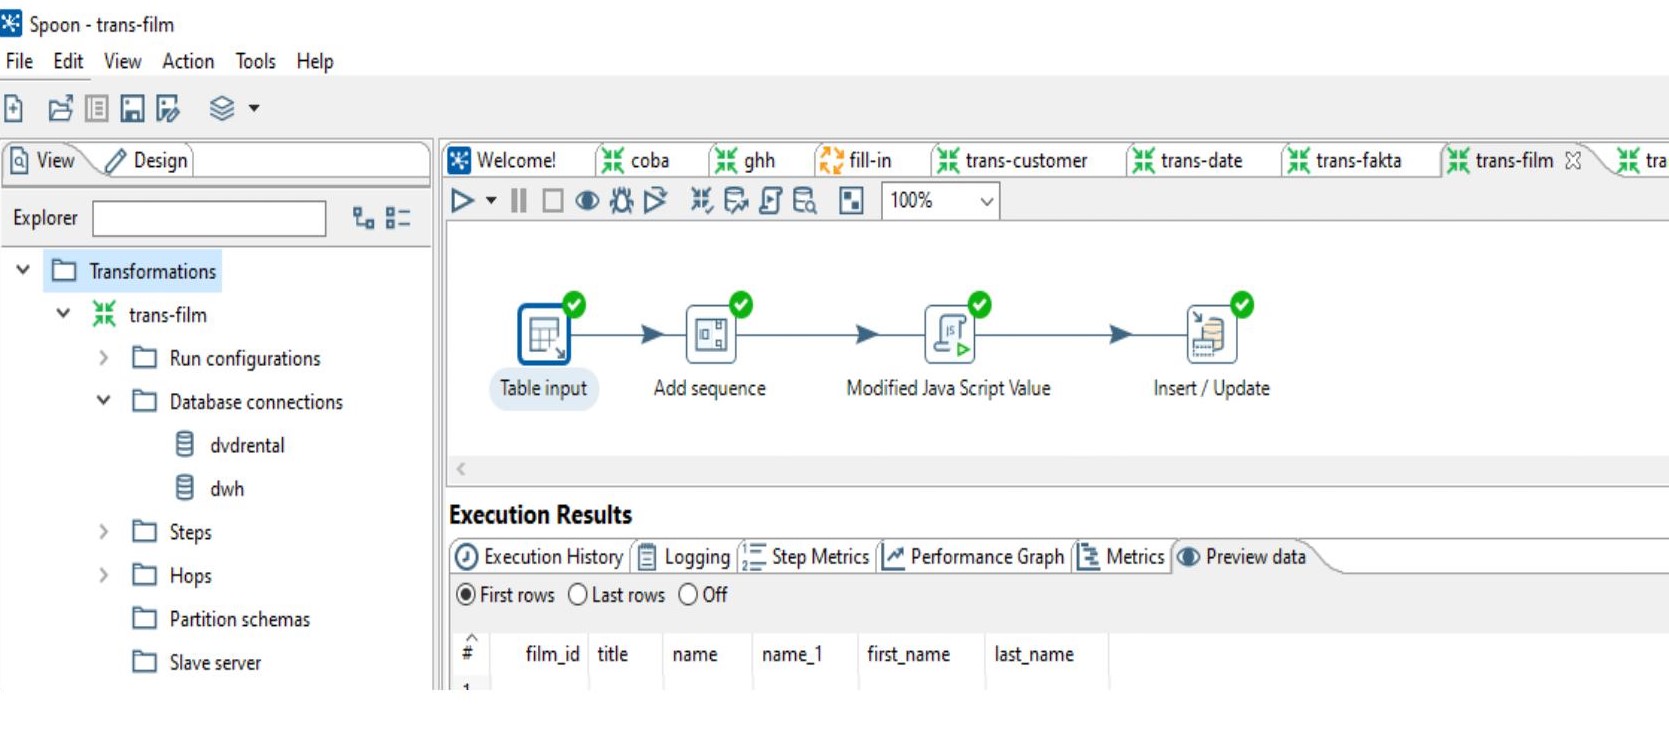 Spoon - trans-film
File Edit View Action Tools Help
View Design
Explorer
Transformations
trans-film
Run configurations
Database connections
dvdrental
dwh
Steps
Hops
Partition schemas
Slave server
Welcome! coba ghh fill-in trans-customer trans-date trans-fakta trans-film tra
100%
Table input Add sequence Modified Java Script Value Insert / Update
Execution Results
Execution History Logging Step Metrics Performance Graph Metrics Preview data
First rows Last rows Off
# film_id title name name_1 first_name last_name
1